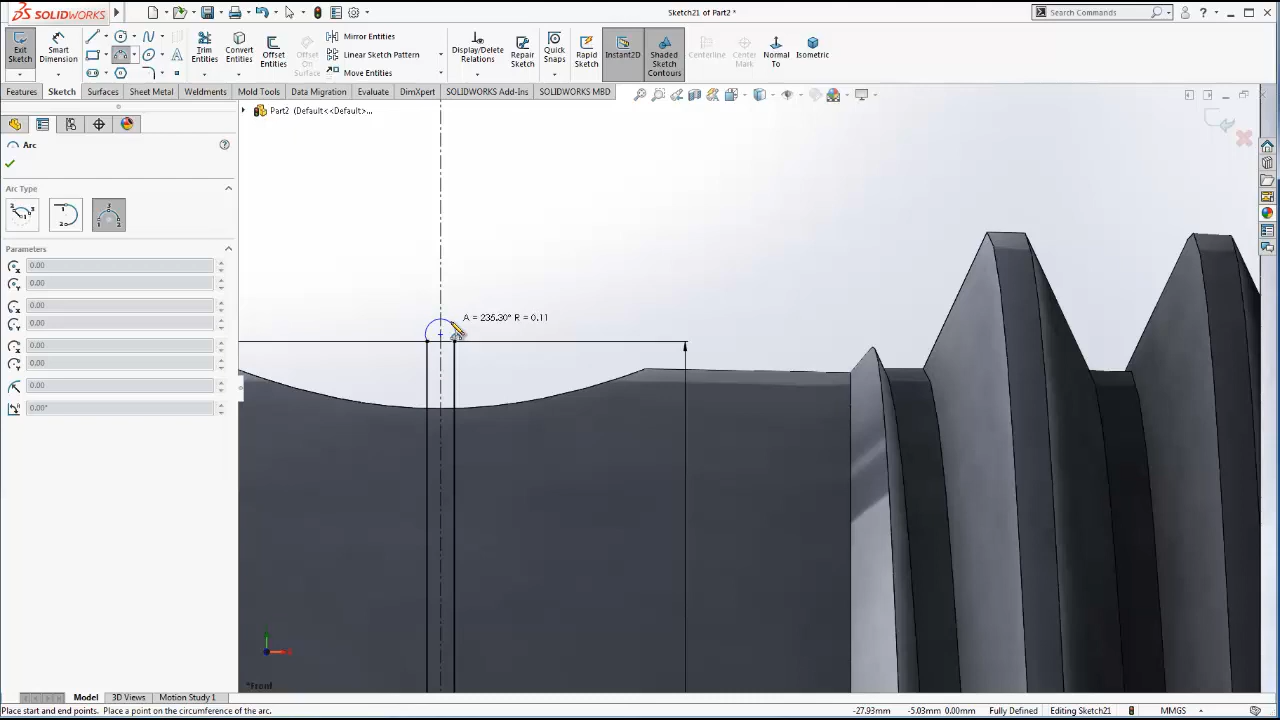 SOLIDWORKS
Sketch21 of Part2 *
Search Commands
Exit Sketch
Smart Dimension
Trim Entities
Convert Entities
Offset Entities
Offset On Surface
Mirror Entities
Linear Sketch Pattern
Move Entities
Display/Delete Relations
Repair Sketch
Quick Snaps
Rapid Sketch
Instant2D
Shaded Sketch Contours
Centerline
Center Mark
Normal To
Isometric
Features
Sketch
Surfaces
Sheet Metal
Weldments
Mold Tools
Data Migration
Evaluate
DimXpert
SOLIDWORKS Add-Ins
SOLIDWORKS MBD
Part2 (Default<<Default>...
Arc
Arc Type
Parameters
0.00
0.00
0.00
0.00
0.00
0.00
0.00
0.00°
A = 235.30° R = 0.11
*Front
Model
3D Views
Motion Study 1
Place start and end points. Place a point on the circumference of the arc.
-27.93mm
-5.03mm 0.00mm
Fully Defined
Editing Sketch21
MMGS